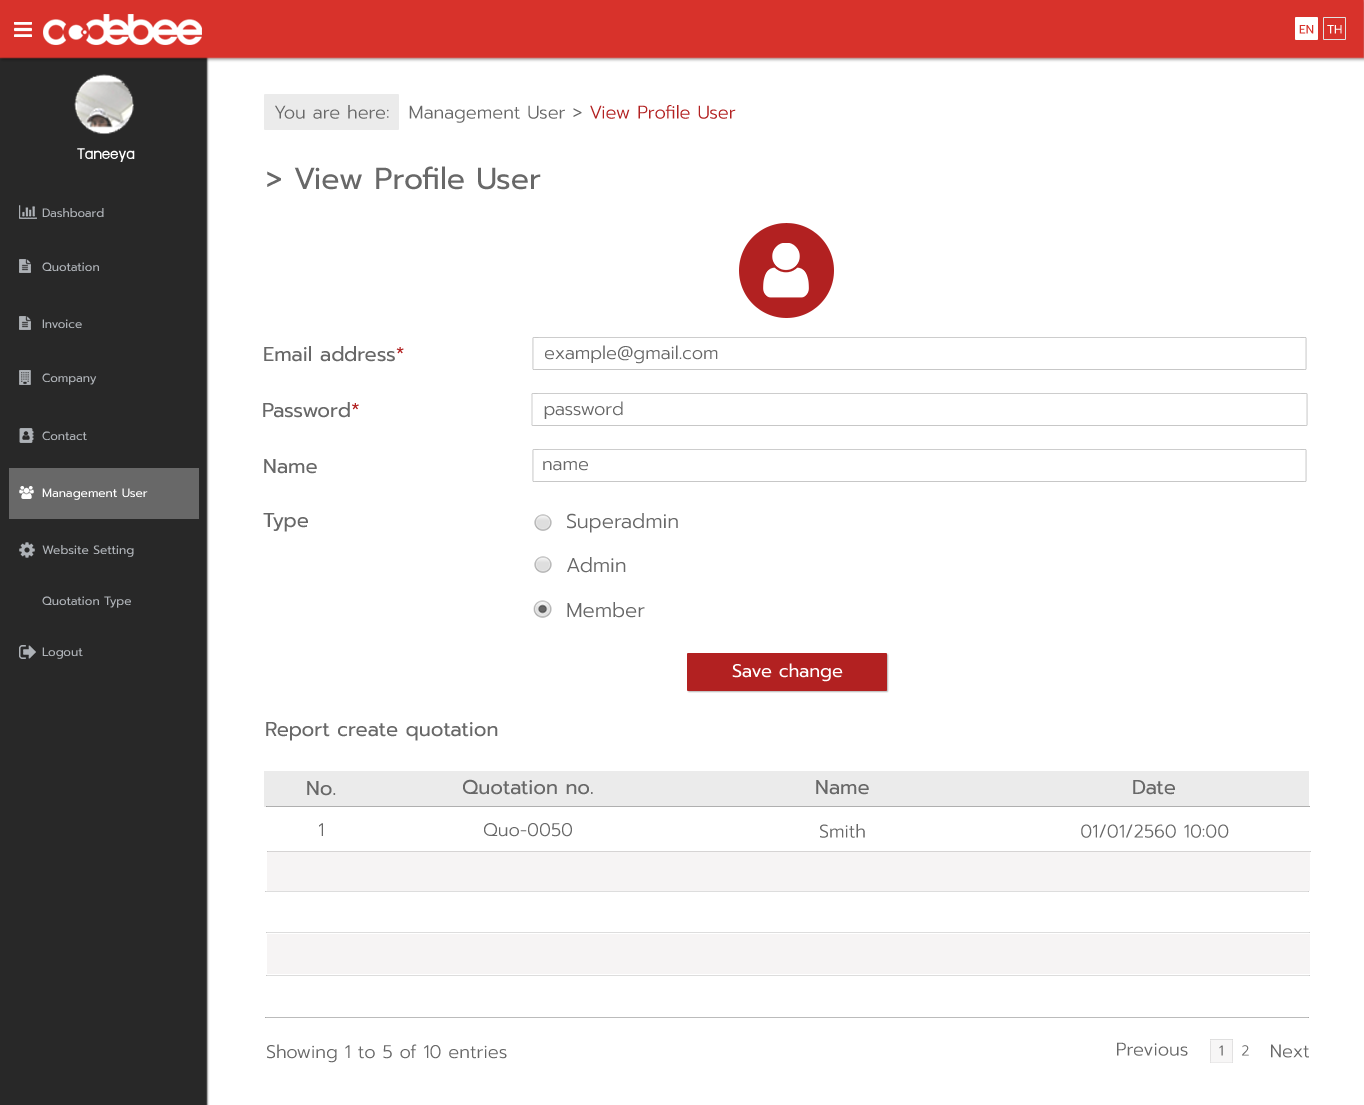 codebee
EN TH
Taneeya
Dashboard
Quotation
Invoice
Company
Contact
Management User
Website Setting
Quotation Type
Logout
You are here: Management User > View Profile User
> View Profile User
Email address* example@gmail.com
Password* password
Name name
Type Superadmin
Admin
Member
Save change
Report create quotation
No. Quotation no. Name Date
1 Quo-0050 Smith 01/01/2560 10:00
Showing 1 to 5 of 10 entries Previous 1 2 Next